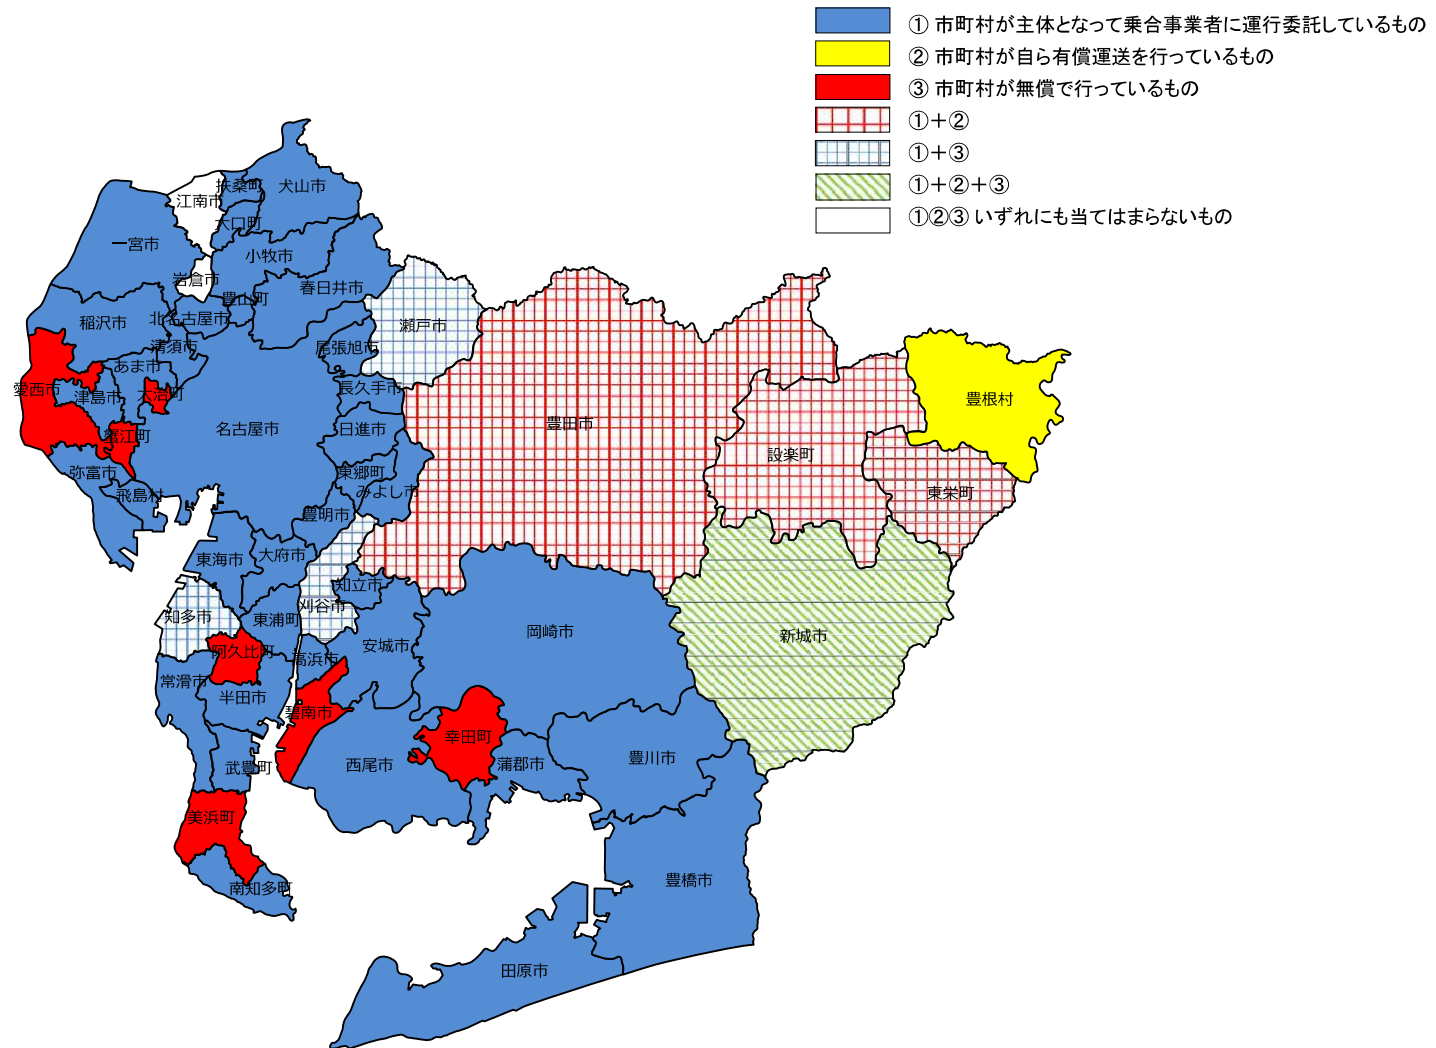 ① 市町村が主体となって乗合事業者に運行委託しているもの
② 市町村が自ら有償運送を行っているもの
③ 市町村が無償で行っているもの
①＋②
①＋③
①＋②＋③
①②③ いずれにも当てはまらないもの
扶桑町
犬山市
江南市
大口町
一宮市
小牧市
岩倉市
春日井市
豊山町
稲沢市
北名古屋市
瀬戸市
清須市
尾張旭市
あま市
愛西市
津島市
大治町
長久手市
豊根村
豊田市
名古屋市
日進市
蟹江町
設楽町
弥富市
東郷町
みよし市
東栄町
飛島村
豊明市
東海市
大府市
知立市
刈谷市
知多市
東浦町
岡崎市
新城市
安城市
阿久比町
高浜市
常滑市
半田市
碧南市
幸田町
豊川市
西尾市
蒲郡市
武豊町
美浜町
豊橋市
南知多町
田原市